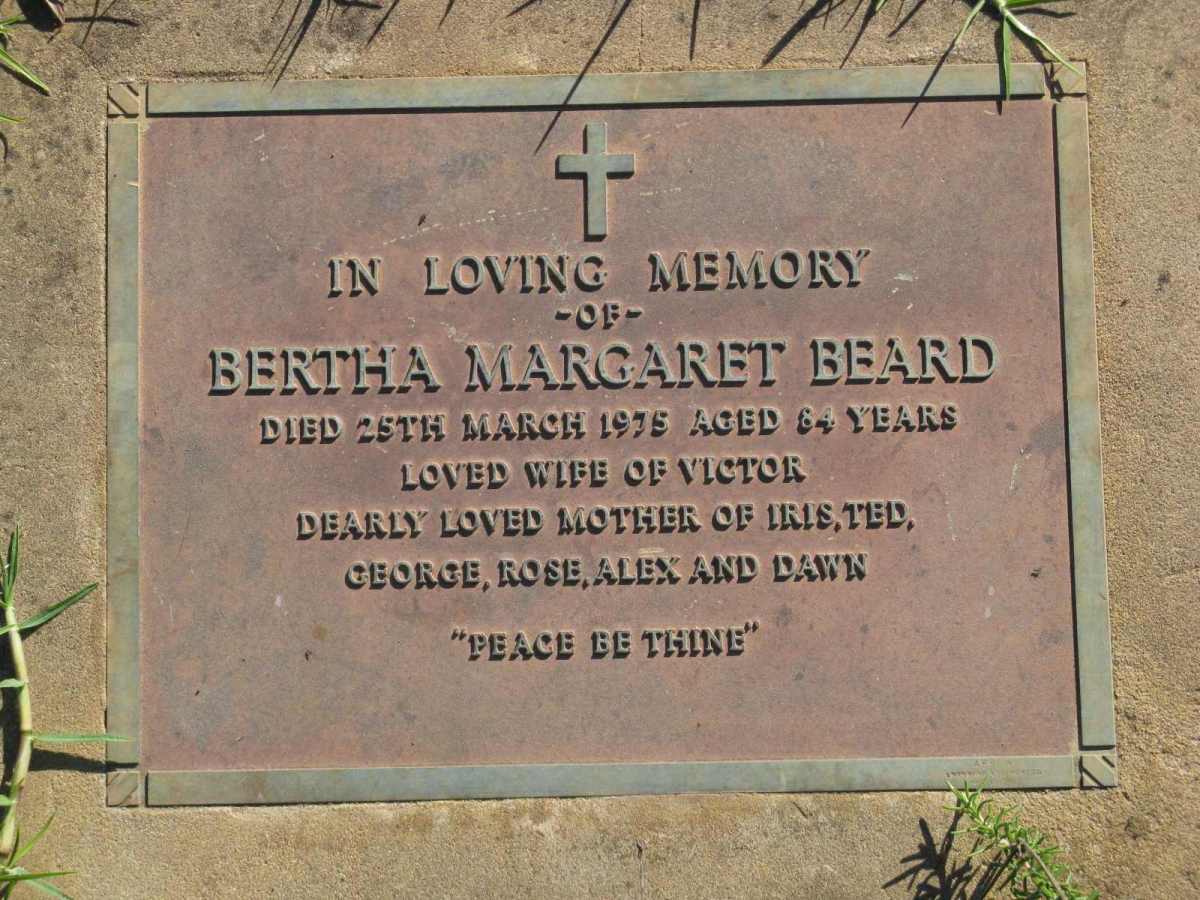 IN LOVING MEMORY
-OF-
BERTHA MARGARET BEARD
DIED 25TH MARCH 1975 AGED 84 YEARS
LOVED WIFE OF VICTOR
DEARLY LOVED MOTHER OF IRIS, TED,
GEORGE, ROSE, ALEX AND DAWN
"PEACE BE THINE"